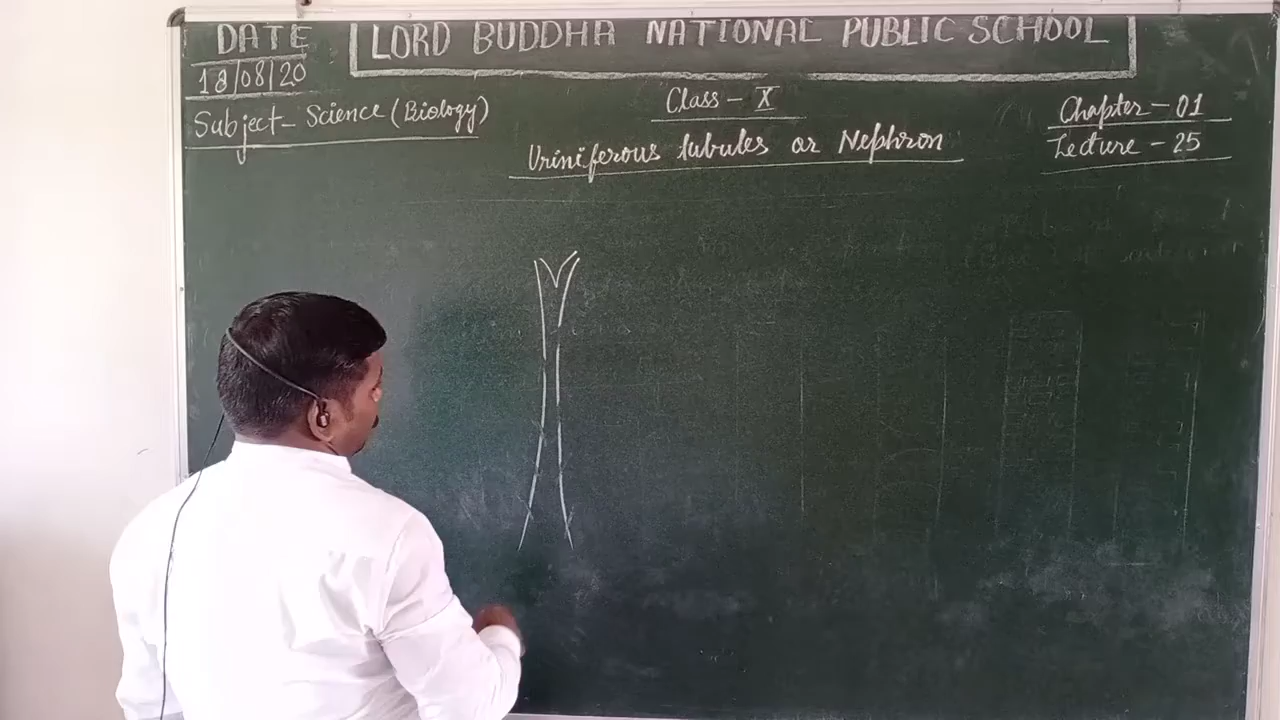 DATE
18/08/20
LORD BUDDHA NATIONAL PUBLIC SCHOOL
Subject- Science (Biology)
Class - X
Chapter - 01
Lecture - 25
Uriniferous tubules or Nephron